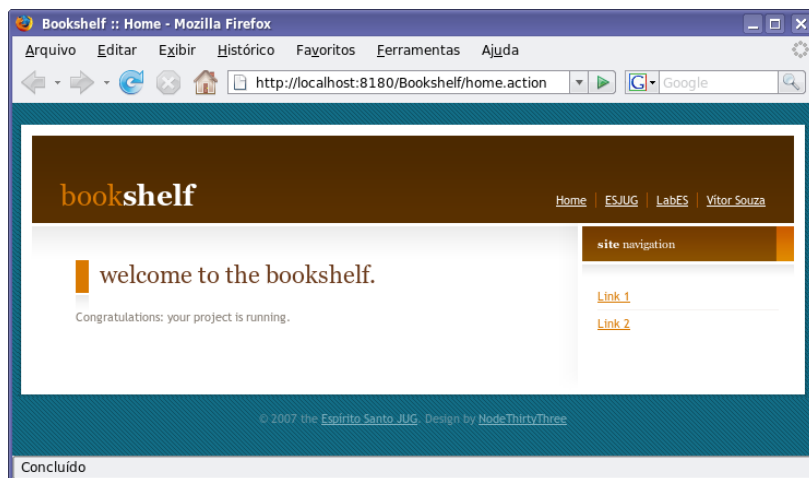 Bookshelf :: Home - Mozilla Firefox
Arquivo Editar Exibir Histórico Favoritos Ferramentas Ajuda
http://localhost:8180/Bookshelf/home.action G Google
bookshelf
Home ESJUG LabES Vítor Souza
site navigation
welcome to the bookshelf.
Congratulations: your project is running.
Link 1
Link 2
© 2007 the Espírito Santo JUG. Design by NodeThirtyThree
Concluído